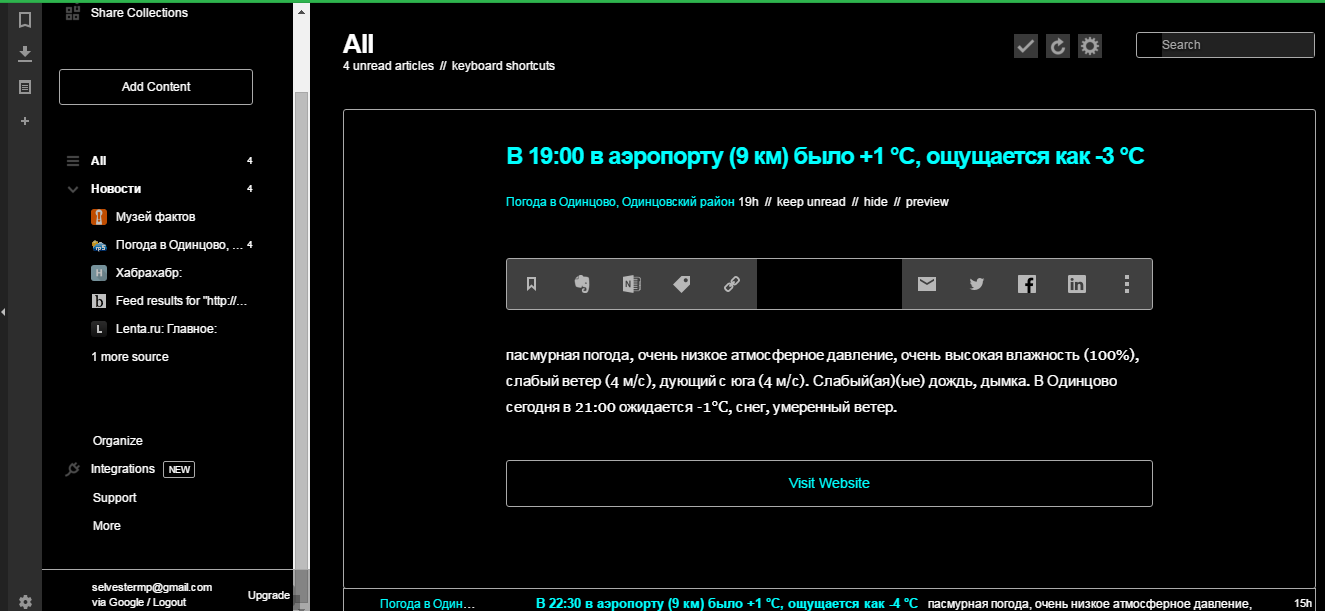 Share Collections
Add Content
All 4
Новости 4
Музей фактов
Погода в Одинцово, ... 4
H Хабрахабр:
b Feed results for "http://...
L Lenta.ru: Главное:
1 more source
Organize
Integrations NEW
Support
More
selvestermp@gmail.com
via Google / Logout
Upgrade
All
4 unread articles // keyboard shortcuts
Search
В 19:00 в аэропорту (9 км) было +1 °C, ощущается как -3 °C
Погода в Одинцово, Одинцовский район 19h // keep unread // hide // preview
пасмурная погода, очень низкое атмосферное давление, очень высокая влажность (100%),
слабый ветер (4 м/с), дующий с юга (4 м/с). Слабый(ая)(ые) дождь, дымка. В Одинцово
сегодня в 21:00 ожидается -1°C, снег, умеренный ветер.
Visit Website
Погода в Один... В 22:30 в аэропорту (9 км) было +1 °C, ощущается как -4 °C пасмурная погода, очень низкое атмосферное давление, 15h